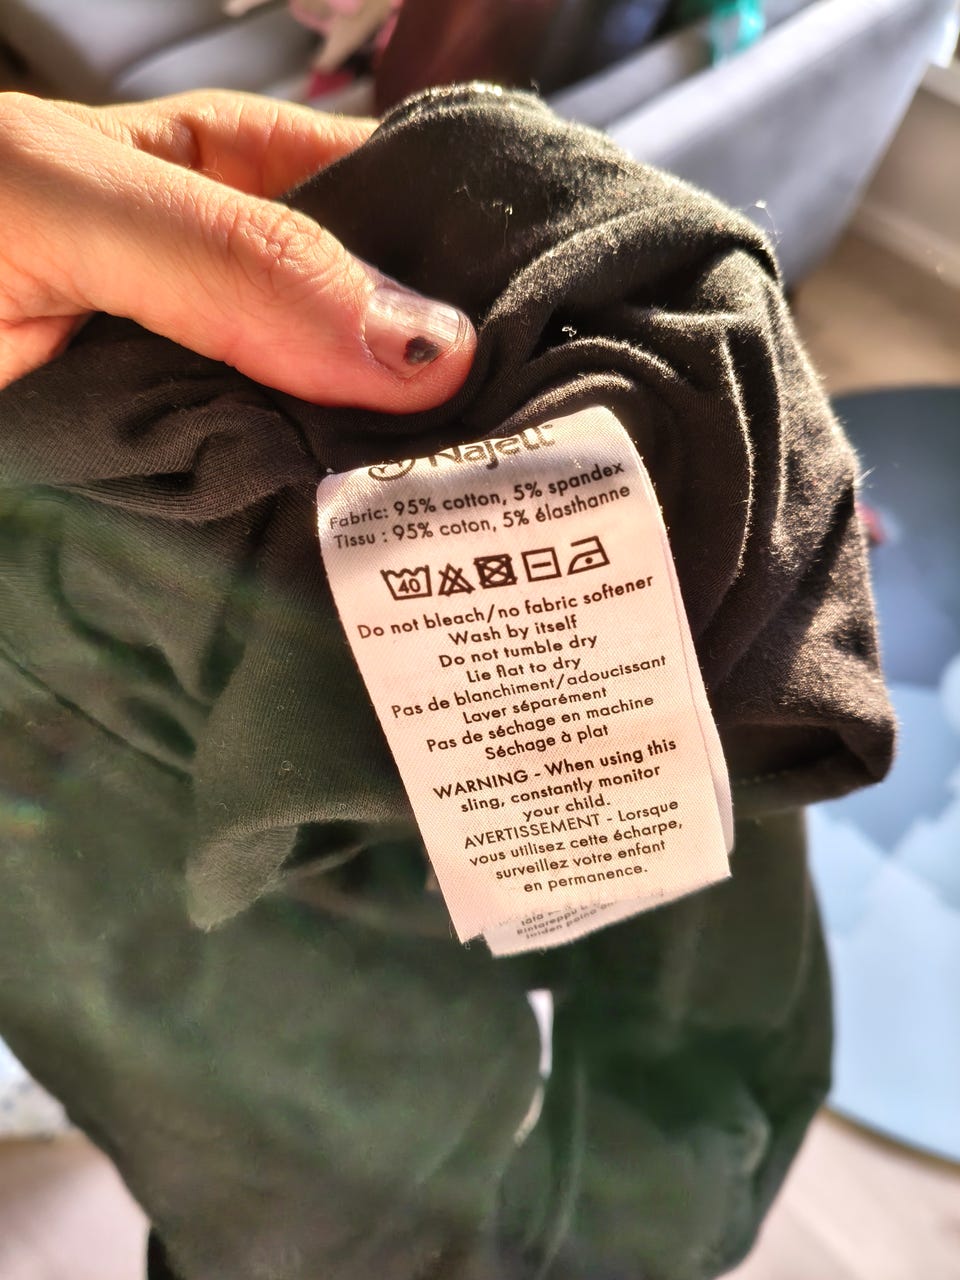 Najell
Fabric: 95% cotton, 5% spandex
Tissu : 95% coton, 5% élasthanne
40
Do not bleach/no fabric softener
Wash by itself
Do not tumble dry
Lie flat to dry
Pas de blanchiment/adoucissant
Laver séparément
Pas de séchage en machine
Séchage à plat
WARNING - When using this
sling, constantly monitor
your child.
AVERTISSEMENT - Lorsque
vous utilisez cette écharpe,
surveillez votre enfant
en permanence.